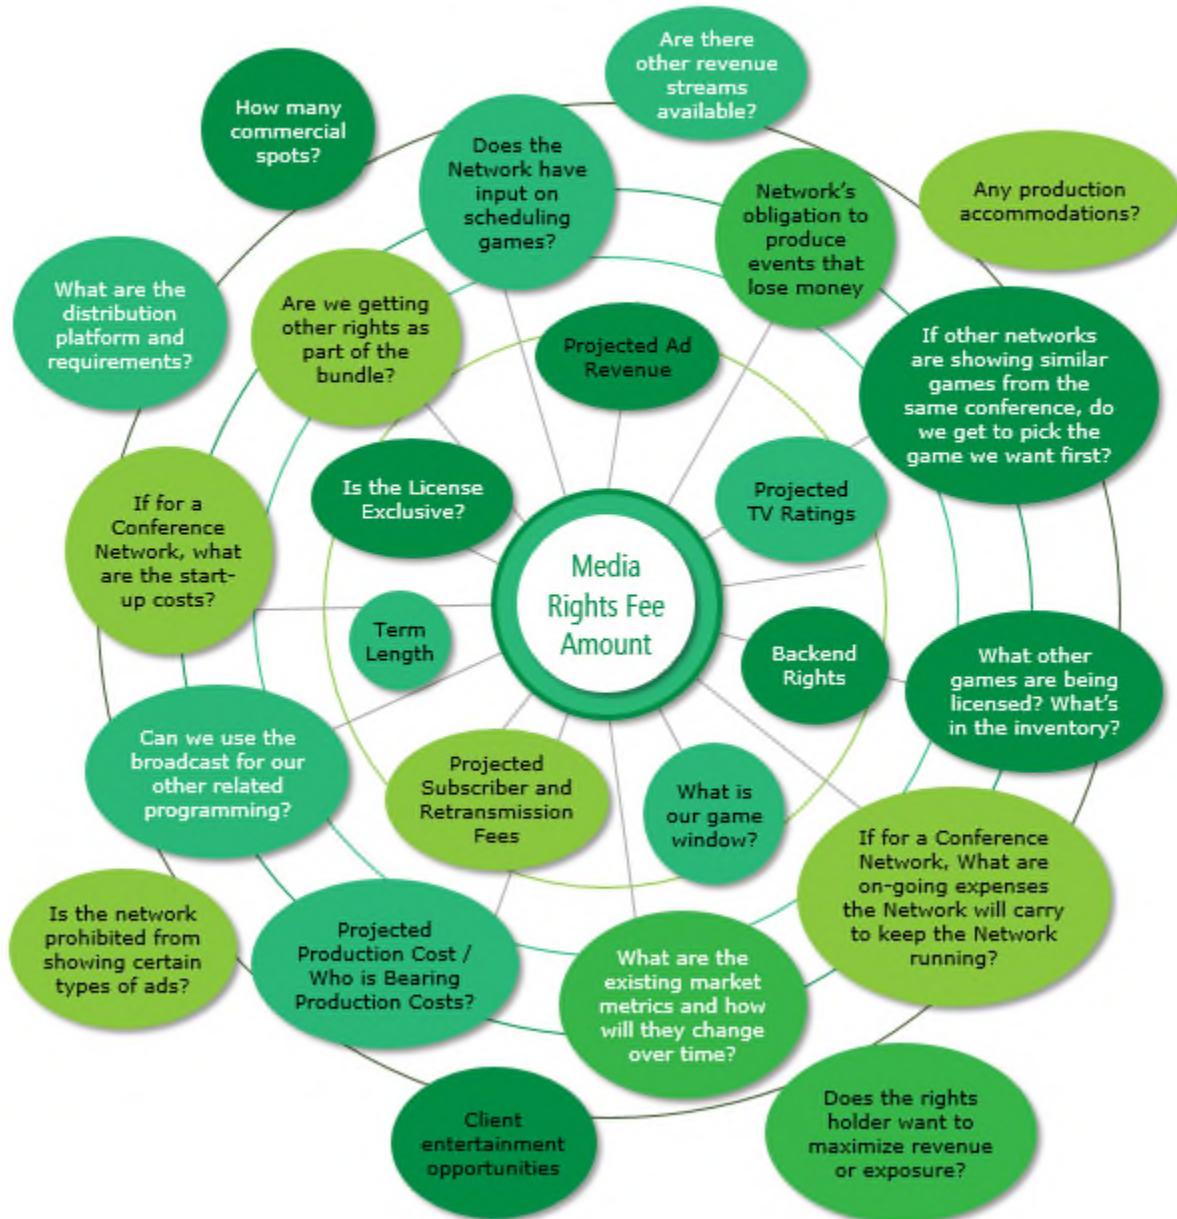 Are there
other revenue
streams
available?
How many
commercial
spots?
Does the
Network have
input on
scheduling
games?
Network’s
obligation to
produce
events that
lose money
Any production
accommodations?
What are the
distribution
platform and
requirements?
Are we getting
other rights as
part of the
bundle?
Projected Ad
Revenue
If other networks
are showing similar
games from the
same conference, do
we get to pick the
game we want first?
Is the License
Exclusive?
Projected
TV Ratings
If for a
Conference
Network, what
are the start-
up costs?
Media
Rights Fee
Amount
Term
Length
Backend
Rights
What other
games are being
licensed? What’s
in the inventory?
Can we use the
broadcast for our
other related
programming?
Projected
Subscriber and
Retransmission
Fees
What is
our game
window?
If for a Conference
Network, What are
on-going expenses
the Network will carry
to keep the Network
running?
Is the network
prohibited from
showing certain
types of ads?
Projected
Production Cost /
Who is Bearing
Production Costs?
What are the
existing market
metrics and how
will they change
over time?
Client
entertainment
opportunities
Does the rights
holder want to
maximize revenue
or exposure?